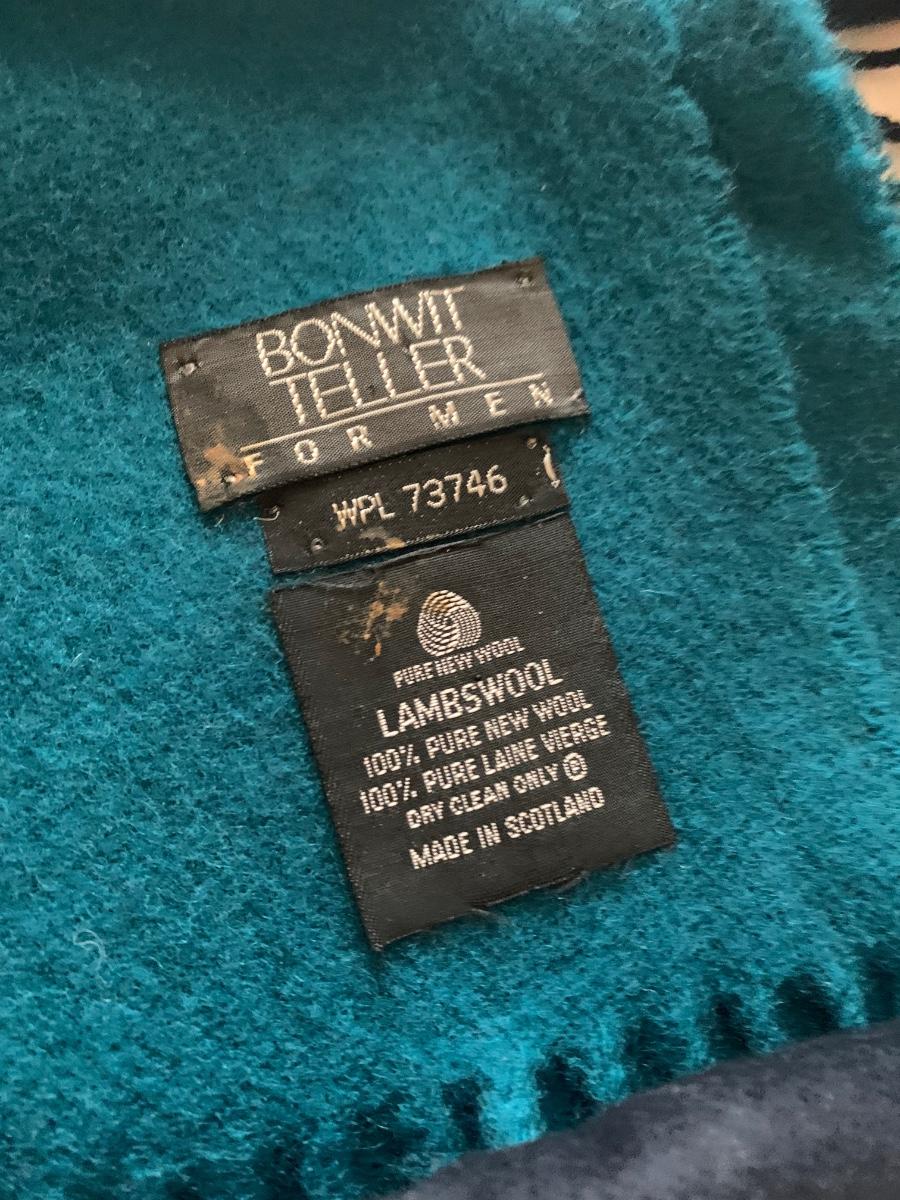 BONWIT
TELLER
FOR MEN
WPL 73746
PURE NEW WOOL
LAMBSWOOL
100% PURE NEW WOOL
100% PURE LAINE VIERGE
DRY CLEAN ONLY Ⓟ
MADE IN SCOTLAND